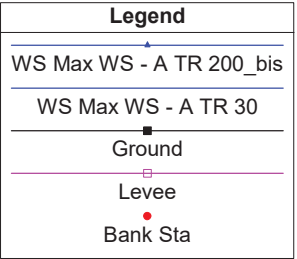 Legend
WS Max WS - A TR 200_bis
WS Max WS - A TR 30
Ground
Levee
Bank Sta